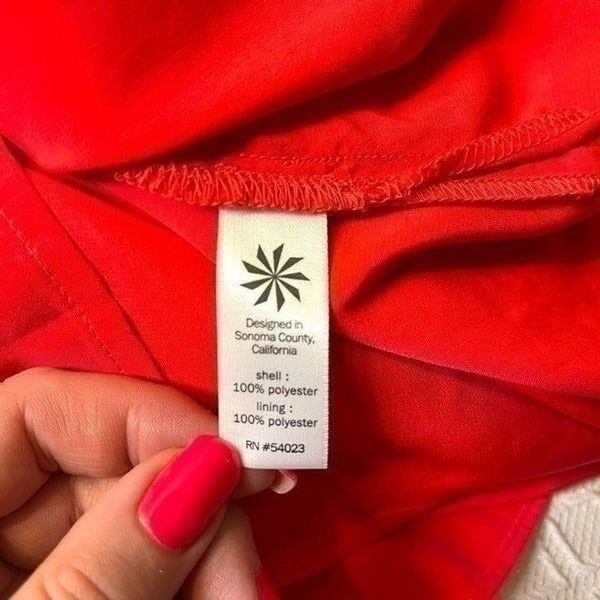 Designed in
Sonoma County,
California
shell :
100% polyester
lining :
100% polyester
RN #54023